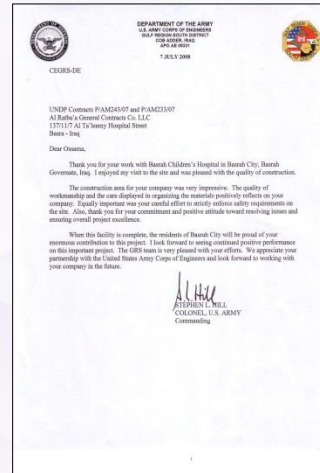 DEPARTMENT OF THE ARMY
U.S. ARMY CORPS OF ENGINEERS
GULF REGION SOUTH DISTRICT
COB ADDER, IRAQ
APO AE 09331
7 JULY 2008
CEGRS-DE
UNDP Contracts P/AM243/07 and P/AM233/07
Al Rafha'a General Contracts Co. LLC
137/11/7 Al Ta'leemy Hospital Street
Basra - Iraq
Dear Ossama,
Thank you for your work with Basrah Children's Hospital in Basrah City, Basrah
Governate, Iraq. I enjoyed my visit to the site and was pleased with the quality of construction.
The construction area for your company was very impressive. The quality of
workmanship and the care displayed in organizing the materials positively reflects on your
company. Equally important was your careful effort to strictly enforce safety requirements on
the site. Also, thank you for your commitment and positive attitude toward resolving issues and
ensuring overall project excellence.
When this facility is complete, the residents of Basrah City will be proud of your
enormous contribution to this project. I look forward to seeing continued positive performance
on this important project. The GRS team is very pleased with your efforts. We appreciate your
partnership with the United States Army Corps of Engineers and look forward to working with
your company in the future.
STEPHEN L. HILL
COLONEL, U.S. ARMY
Commanding